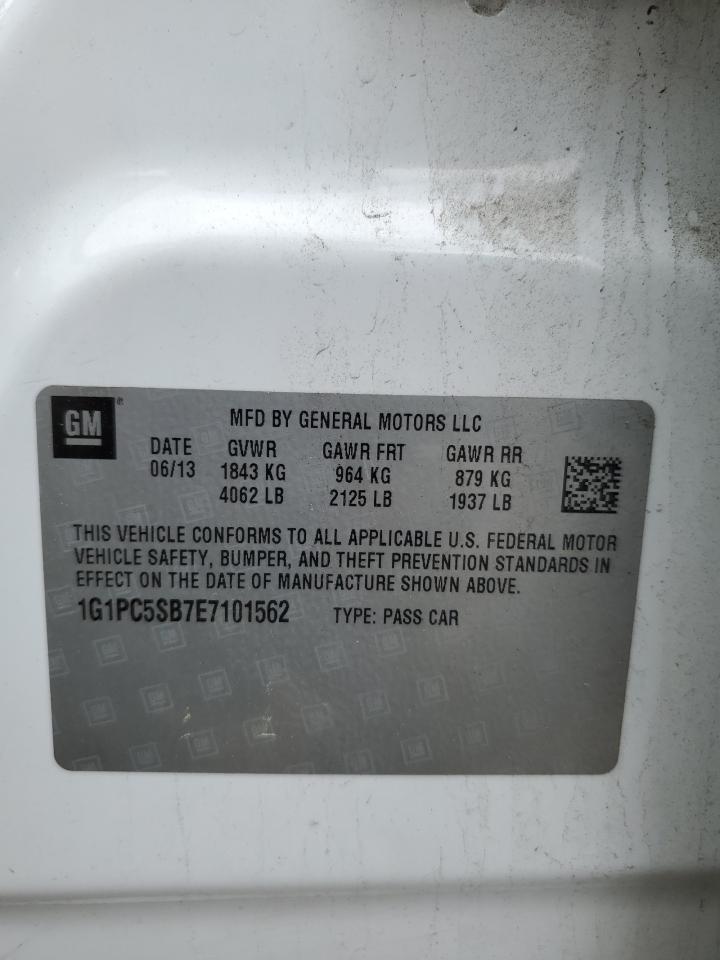 GM
MFD BY GENERAL MOTORS LLC
DATE GVWR GAWR FRT GAWR RR
06/13 1843 KG 964 KG 879 KG
4062 LB 2125 LB 1937 LB
THIS VEHICLE CONFORMS TO ALL APPLICABLE U.S. FEDERAL MOTOR
VEHICLE SAFETY, BUMPER, AND THEFT PREVENTION STANDARDS IN
EFFECT ON THE DATE OF MANUFACTURE SHOWN ABOVE.
1G1PC5SB7E7101562 TYPE: PASS CAR